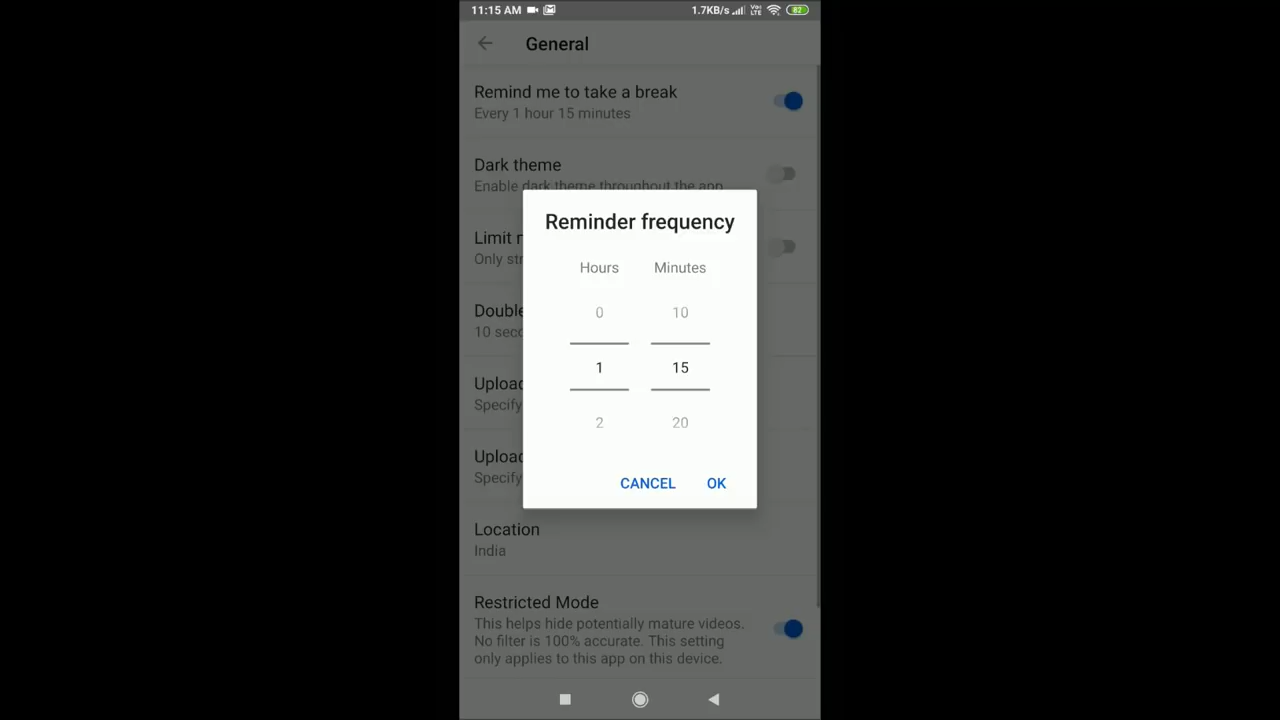 11:15 AM 1.7KB/s Vo) LTE 82
General
Remind me to take a break
Every 1 hour 15 minutes
Dark theme
Enable dark theme throughout the app
Reminder frequency
Limit
Only
Hours Minutes
0 10
Double
10
1 15
Upload
Specify
2 20
Upload
Specify
CANCEL OK
Location
India
Restricted Mode
This helps hide potentially mature videos.
No filter is 100% accurate. This setting
only applies to this app on this device.